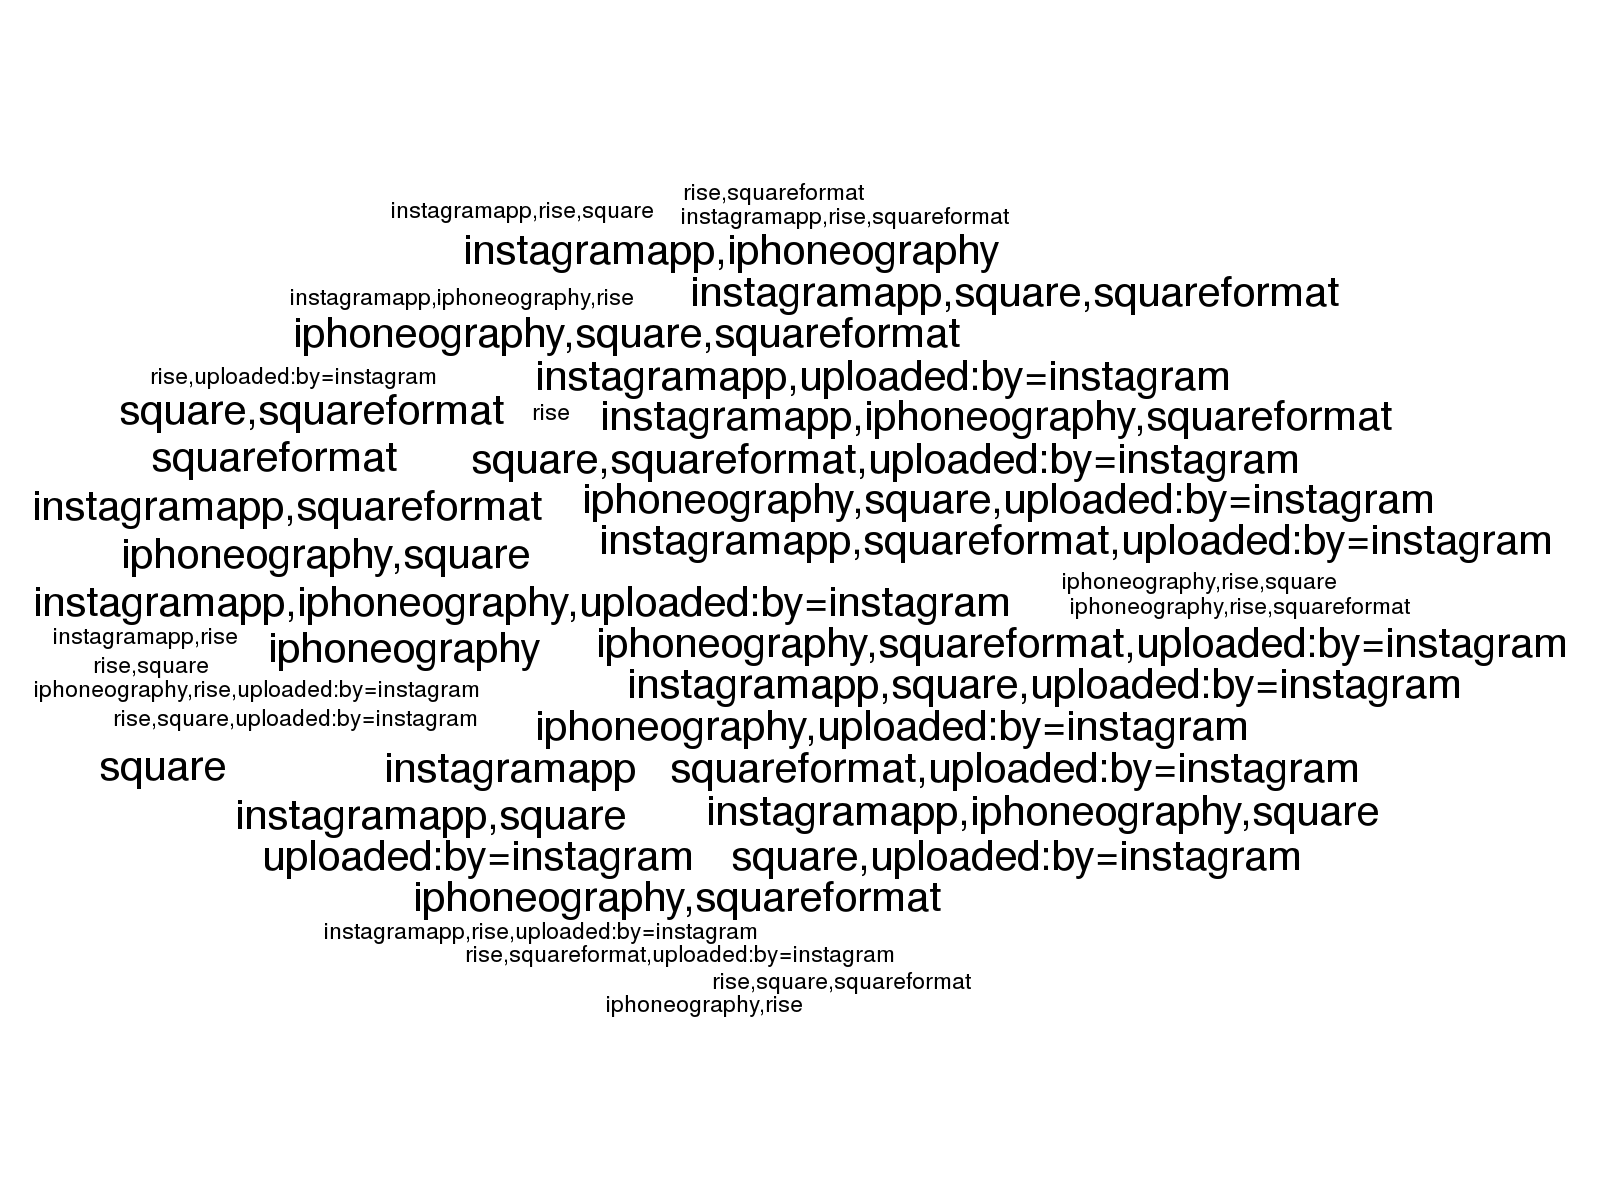 rise,squareformat
instagramapp,rise,square
instagramapp,rise,squareformat
instagramapp,iphoneography
instagramapp,iphoneography,rise
instagramapp,square,squareformat
iphoneography,square,squareformat
rise,uploaded:by=instagram
instagramapp,uploaded:by=instagram
square,squareformat
rise
instagramapp,iphoneography,squareformat
squareformat
square,squareformat,uploaded:by=instagram
instagramapp,squareformat
iphoneography,square,uploaded:by=instagram
iphoneography,square
instagramapp,squareformat,uploaded:by=instagram
iphoneography,rise,square
instagramapp,iphoneography,uploaded:by=instagram
iphoneography,rise,squareformat
instagramapp,rise
iphoneography
iphoneography,squareformat,uploaded:by=instagram
rise,square
iphoneography,rise,uploaded:by=instagram
instagramapp,square,uploaded:by=instagram
rise,square,uploaded:by=instagram
iphoneography,uploaded:by=instagram
square
instagramapp
squareformat,uploaded:by=instagram
instagramapp,square
instagramapp,iphoneography,square
uploaded:by=instagram
square,uploaded:by=instagram
iphoneography,squareformat
instagramapp,rise,uploaded:by=instagram
rise,squareformat,uploaded:by=instagram
rise,square,squareformat
iphoneography,rise